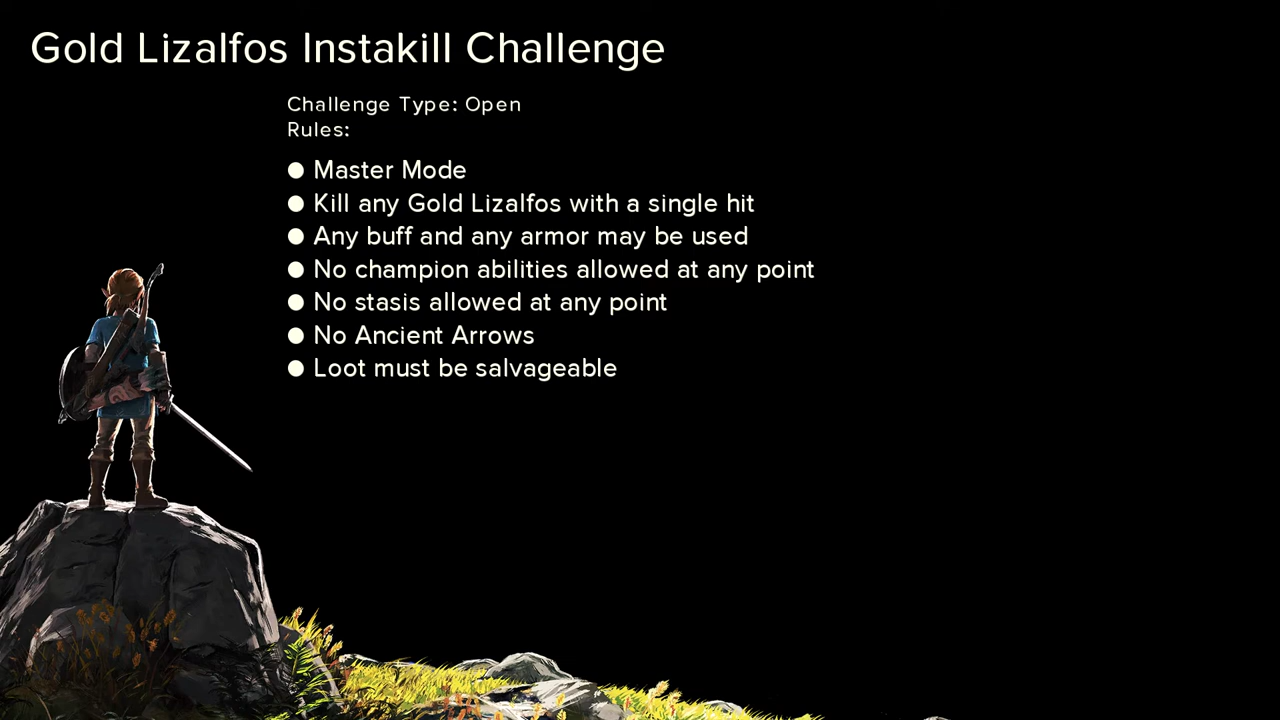 Gold Lizalfos Instakill Challenge
Challenge Type: Open
Rules:
● Master Mode
● Kill any Gold Lizalfos with a single hit
● Any buff and any armor may be used
● No champion abilities allowed at any point
● No stasis allowed at any point
● No Ancient Arrows
● Loot must be salvageable